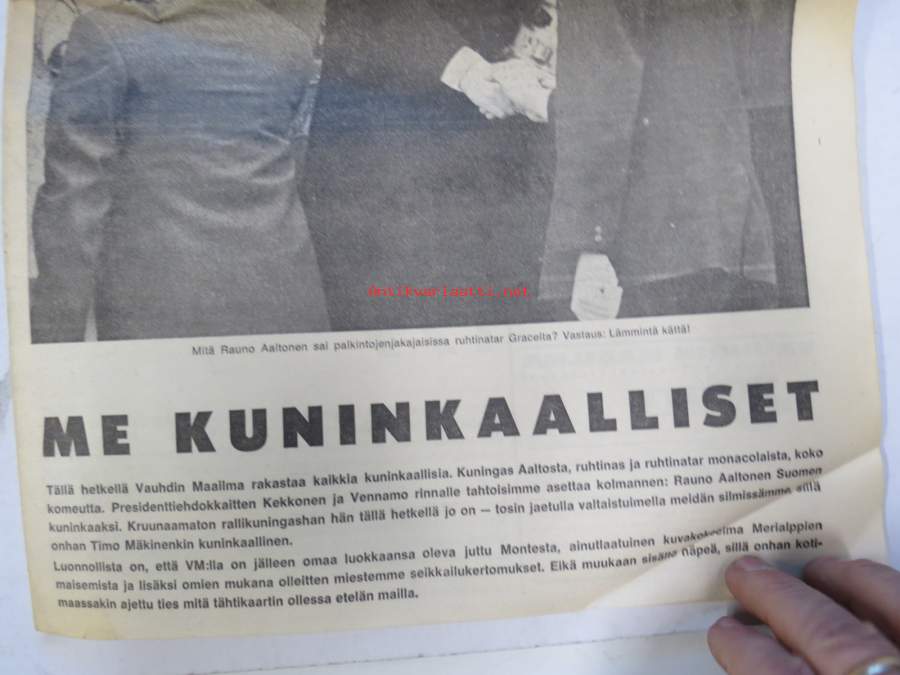 antikvariaatti.net
Mitä Rauno Aaltonen sai palkintojenjakajaisissa ruhtinatar Gracelta? Vastaus: Lämmintä kättä!
ME KUNINKAALLISET
Tällä hetkellä Vauhdin Maailma rakastaa kaikkia kuninkaallisia. Kuningas Aaltosta, ruhtinas ja ruhtinatar monacolaista, koko
komeutta. Presidenttiehdokkaitten Kekkonen ja Vennamo rinnalle tahtoisimme asettaa kolmannen: Rauno Aaltonen Suomen
kuninkaaksi. Kruunaamaton rallikuningashan hän tällä hetkellä jo on — tosin jaetulla valtaistuimella meidän silmissämme sillä
onhan Timo Mäkinenkin kuninkaallinen.
Luonnollista on, että VM:lla on jälleen omaa luokkaansa oleva juttu Montesta, ainutlaatuinen kuvakokoelma Merialppien
maisemista ja lisäksi omien mukana olleitten miestemme seikkailukertomukset. Eikä muukaan sisältö näpeä, sillä onhan koti-
maassakin ajettu ties mitä tähtikaartin ollessa etelän mailla.